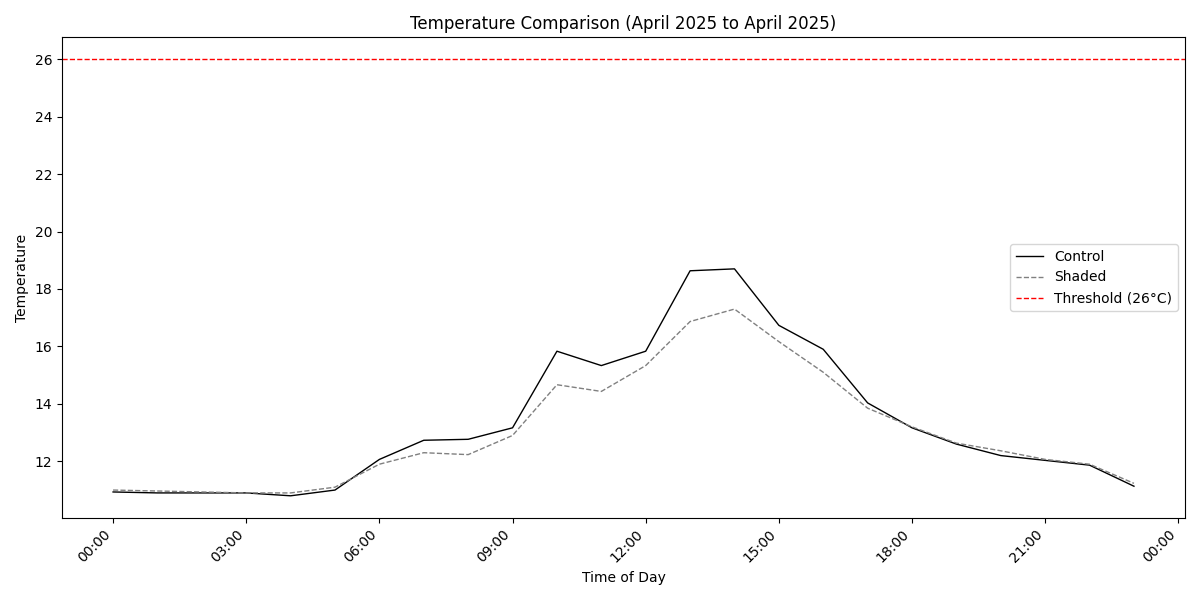 Temperature Comparison (April 2025 to April 2025)
26
24
22
20
18
16
14
12
Temperature
Control
Shaded
Threshold (26°C)
00:00
03:00
06:00
09:00
12:00
15:00
18:00
21:00
00:00
Time of Day